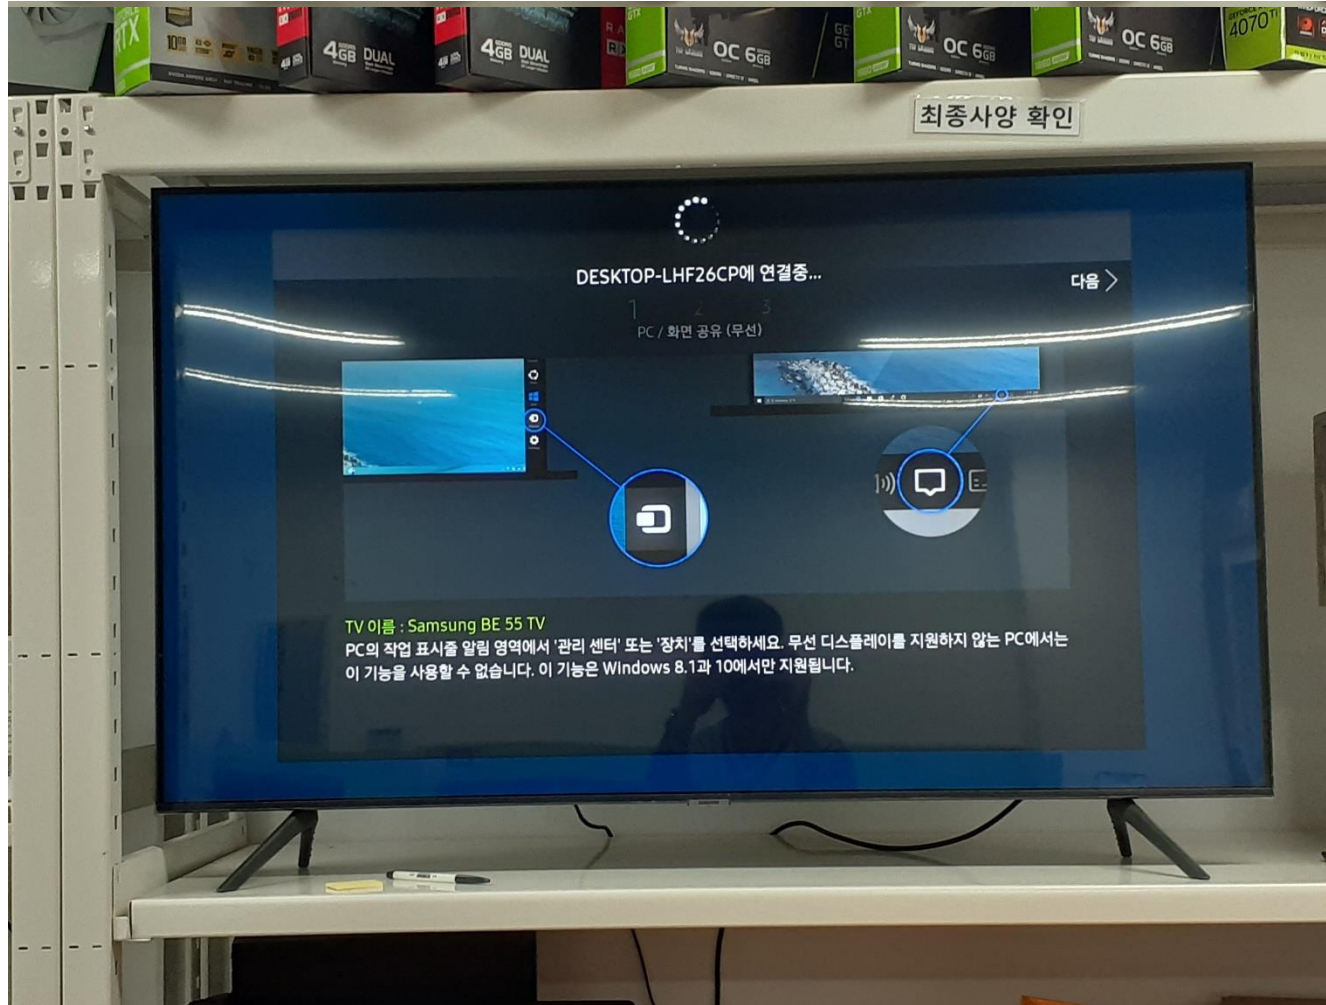 RTX
10
4GB DUAL
4GB DUAL
OC 6GB
GTX
OC 6GB
OC 6GB
4070 TI
최종사양 확인
DESKTOP-LHF26CP에 연결중...
다음
1 2 3
PC / 화면 공유 (무선)
TV 이름 : Samsung BE 55 TV
PC의 작업 표시줄 알림 영역에서 '관리 센터' 또는 '장치'를 선택하세요. 무선 디스플레이를 지원하지 않는 PC에서는
이 기능을 사용할 수 없습니다. 이 기능은 Windows 8.1과 10에서만 지원됩니다.